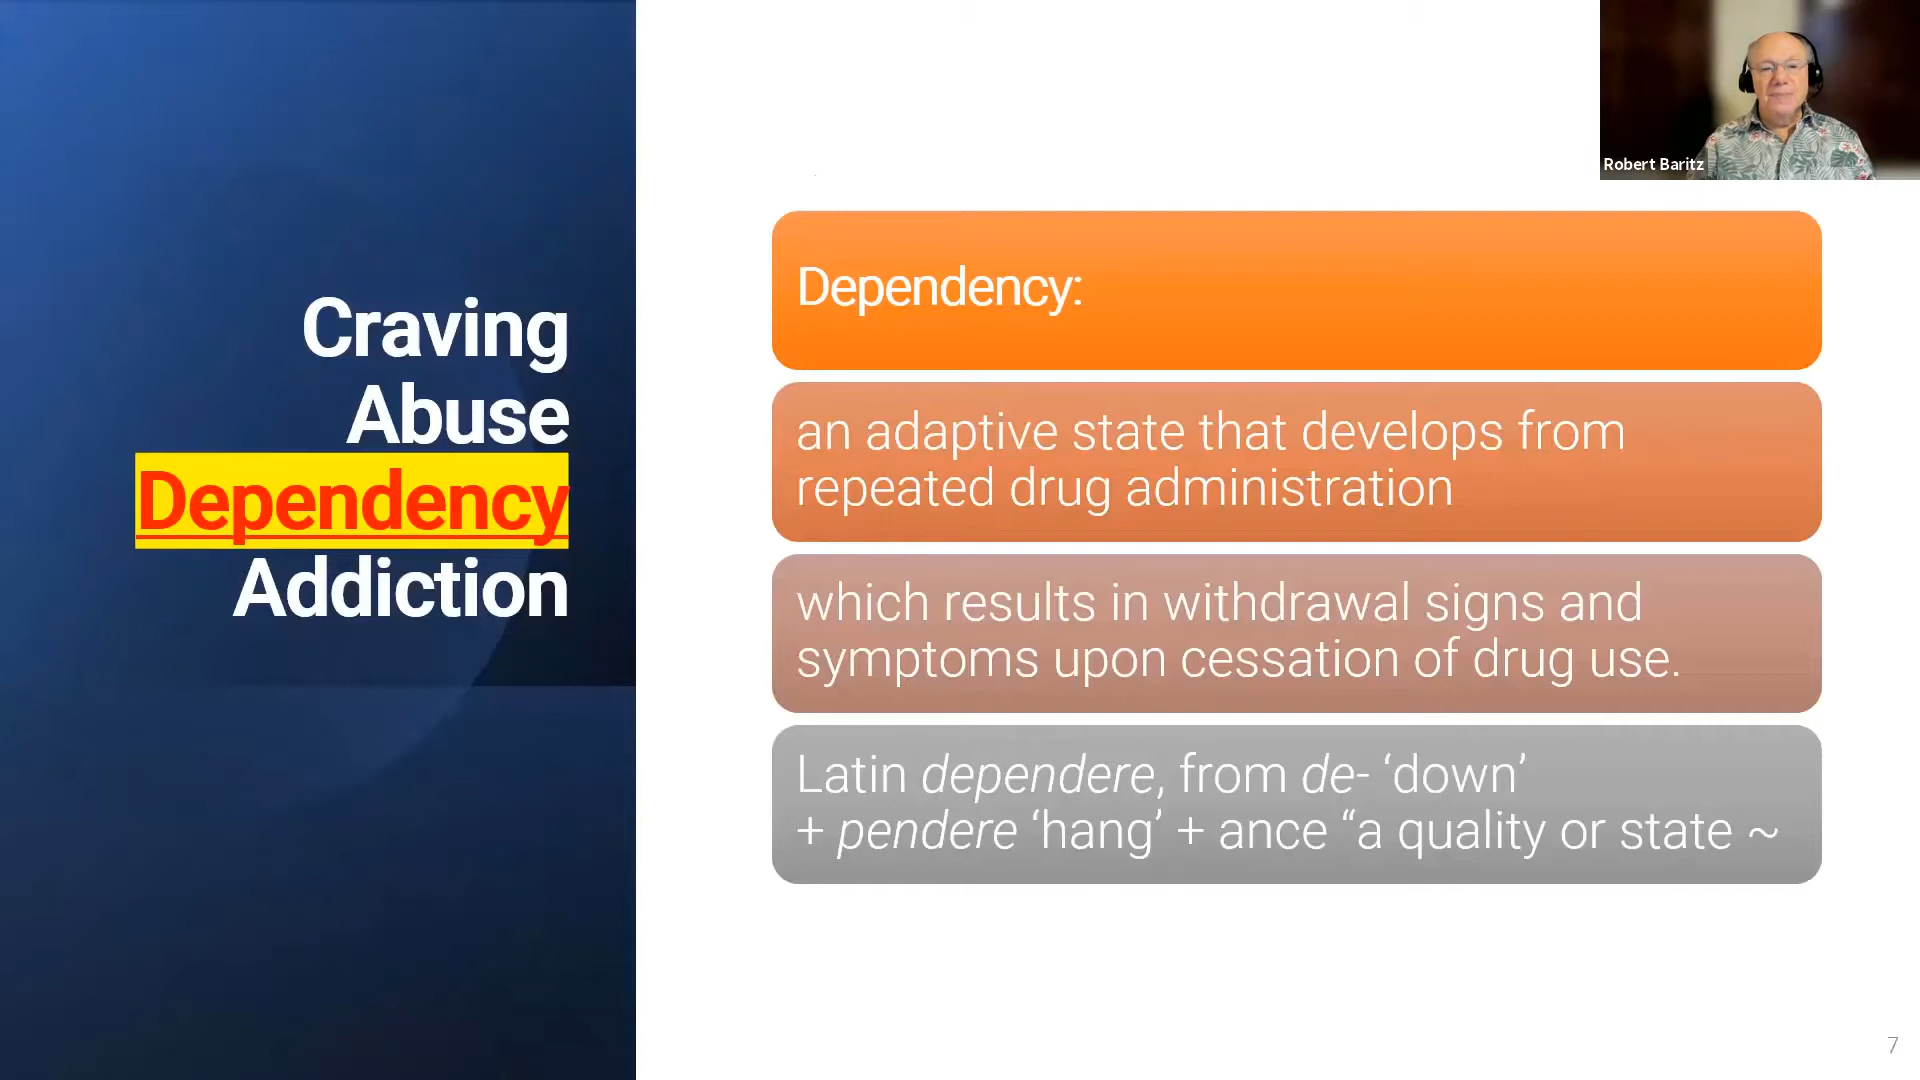 Craving
Abuse
Dependency
Addiction
Robert Baritz
Dependency:
an adaptive state that develops from
repeated drug administration
which results in withdrawal signs and
symptoms upon cessation of drug use.
Latin dependere, from de- ‘down’
+ pendere ‘hang’ + ance “a quality or state ~
7